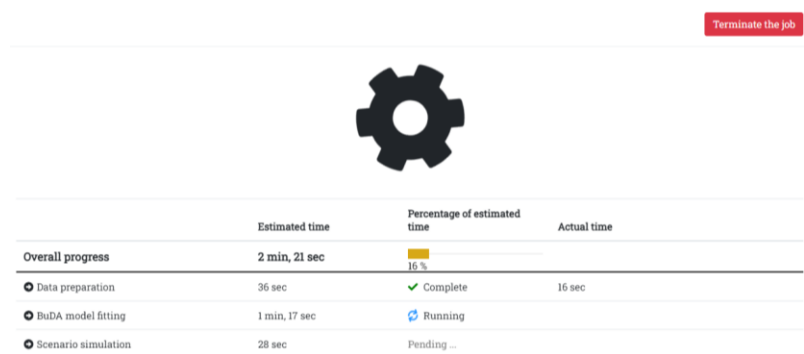 Terminate the job
Estimated time
Percentage of estimated time
Actual time
Overall progress
2 min, 21 sec
16 %
Data preparation
36 sec
Complete
16 sec
BuDA model fitting
1 min, 17 sec
Running
Scenario simulation
28 sec
Pending ...